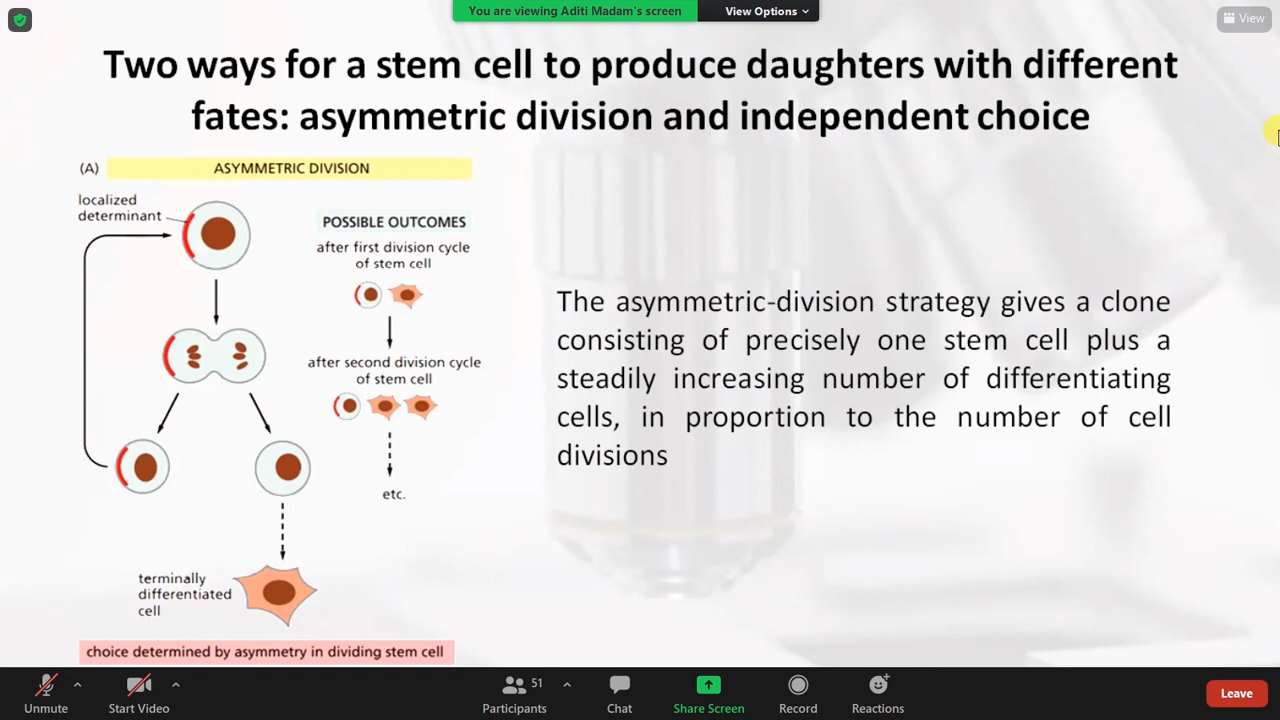 You are viewing Aditi Madam's screen
View Options
View
Two ways for a stem cell to produce daughters with different
fates: asymmetric division and independent choice
(A) ASYMMETRIC DIVISION
localized
determinant
POSSIBLE OUTCOMES
after first division cycle
of stem cell
after second division cycle
of stem cell
etc.
terminally
differentiated
cell
choice determined by asymmetry in dividing stem cell
The asymmetric-division strategy gives a clone
consisting of precisely one stem cell plus a
steadily increasing number of differentiating
cells, in proportion to the number of cell
divisions
Unmute
Start Video
51
Participants
Chat
Share Screen
Record
Reactions
Leave